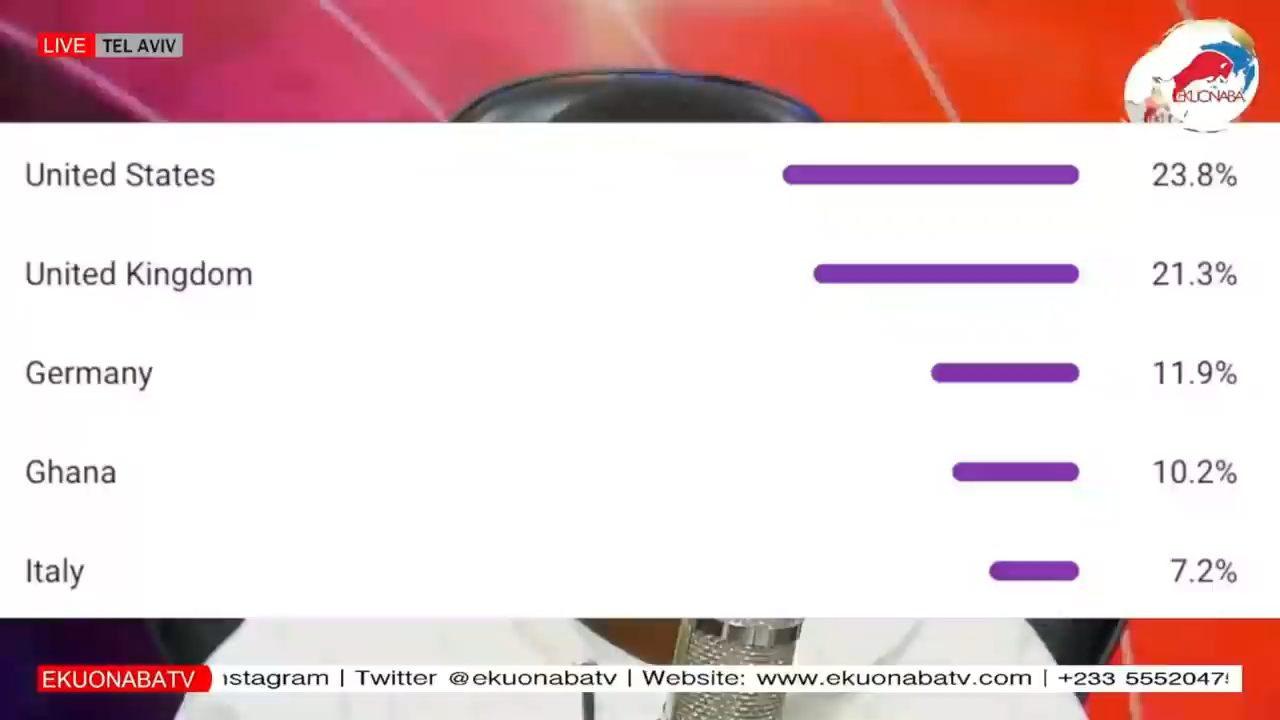 LIVE TEL AVIV
EKUONABA
United States 23.8%
United Kingdom 21.3%
Germany 11.9%
Ghana 10.2%
Italy 7.2%
EKUONABATV nstagram | Twitter @ekuonabatv | Website: www.ekuonabatv.com | +233 5552047